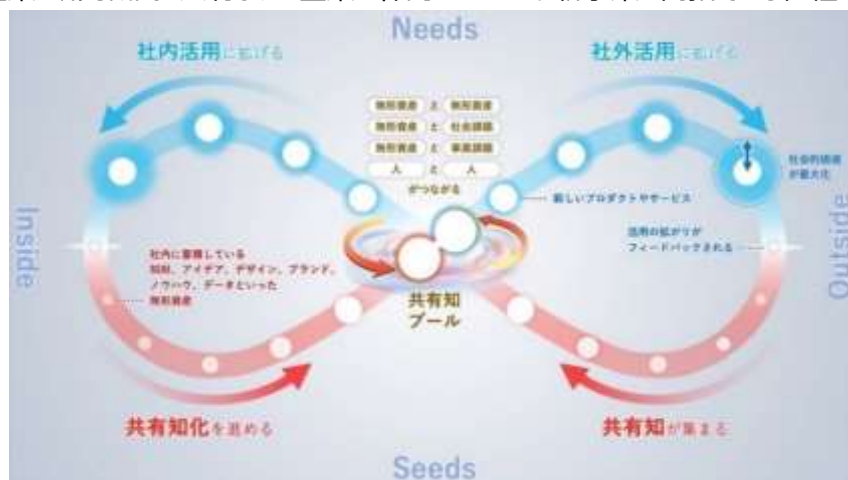 Needs
社内活用に拡げる
社外活用に拡げる
無形資産 と 無形資産
無形資産 と 社会課題
無形資産 と 事業課題
人 と 人
がつながる
社会的価値
が最大化
新しいプロダクトやサービス
Inside
Outside
活用の拡がりが
フィードバックされる
社内に蓄積している
知財、アイデア、デザイン、ブランド、
ノウハウ、データといった
無形資産
共有知
プール
共有知化を進める
共有知が集まる
Seeds